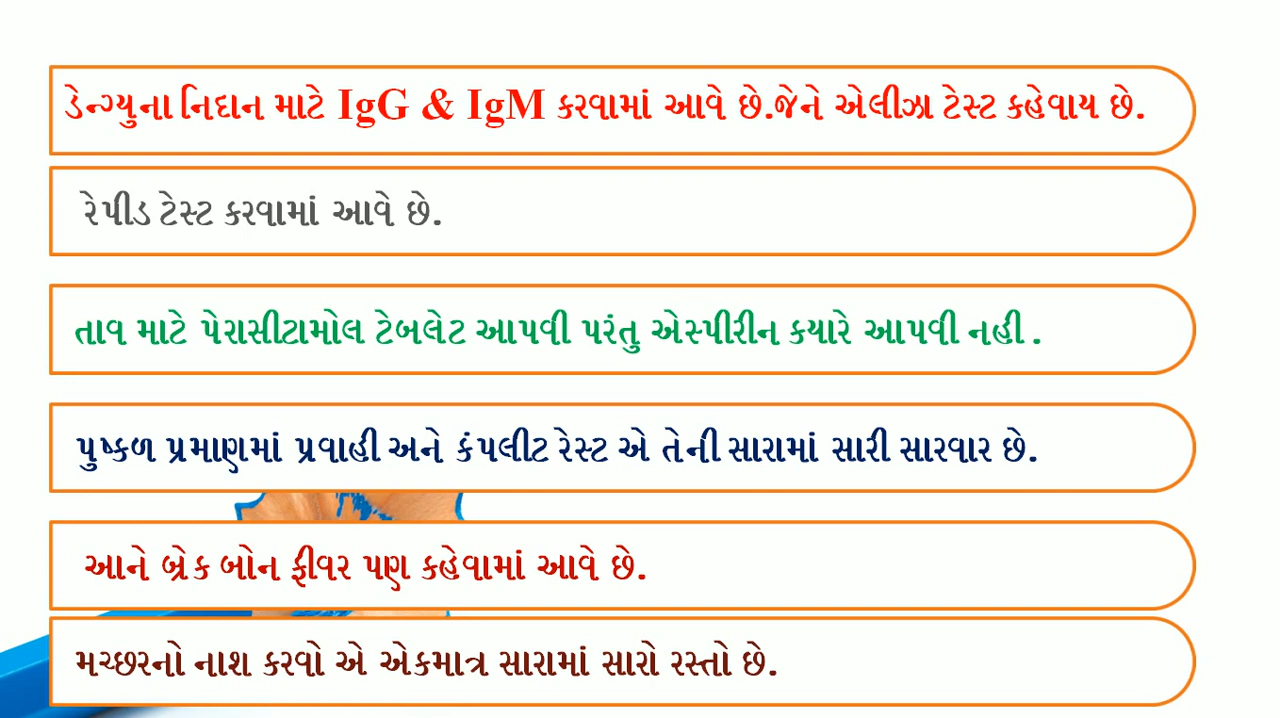 ડેન્ગ્યુના નિદાન માટે IgG & IgM કરવામાં આવે છે.જેને એલીઝા ટેસ્ટ કહેવાય છે.
રેપીડ ટેસ્ટ કરવામાં આવે છે.
તાવ માટે પેરાસીટામોલ ટેબલેટ આપવી પરંતુ એસ્પીરીન કયારે આપવી નહી .
પુષ્કળ પ્રમાણમાં પ્રવાહી અને કંપલીટ રેસ્ટ એ તેની સારામાં સારી સારવાર છે.
આને બ્રેક બોન ફીવર પણ કહેવામાં આવે છે.
મચ્છરનો નાશ કરવો એ એકમાત્ર સારામાં સારો રસ્તો છે.